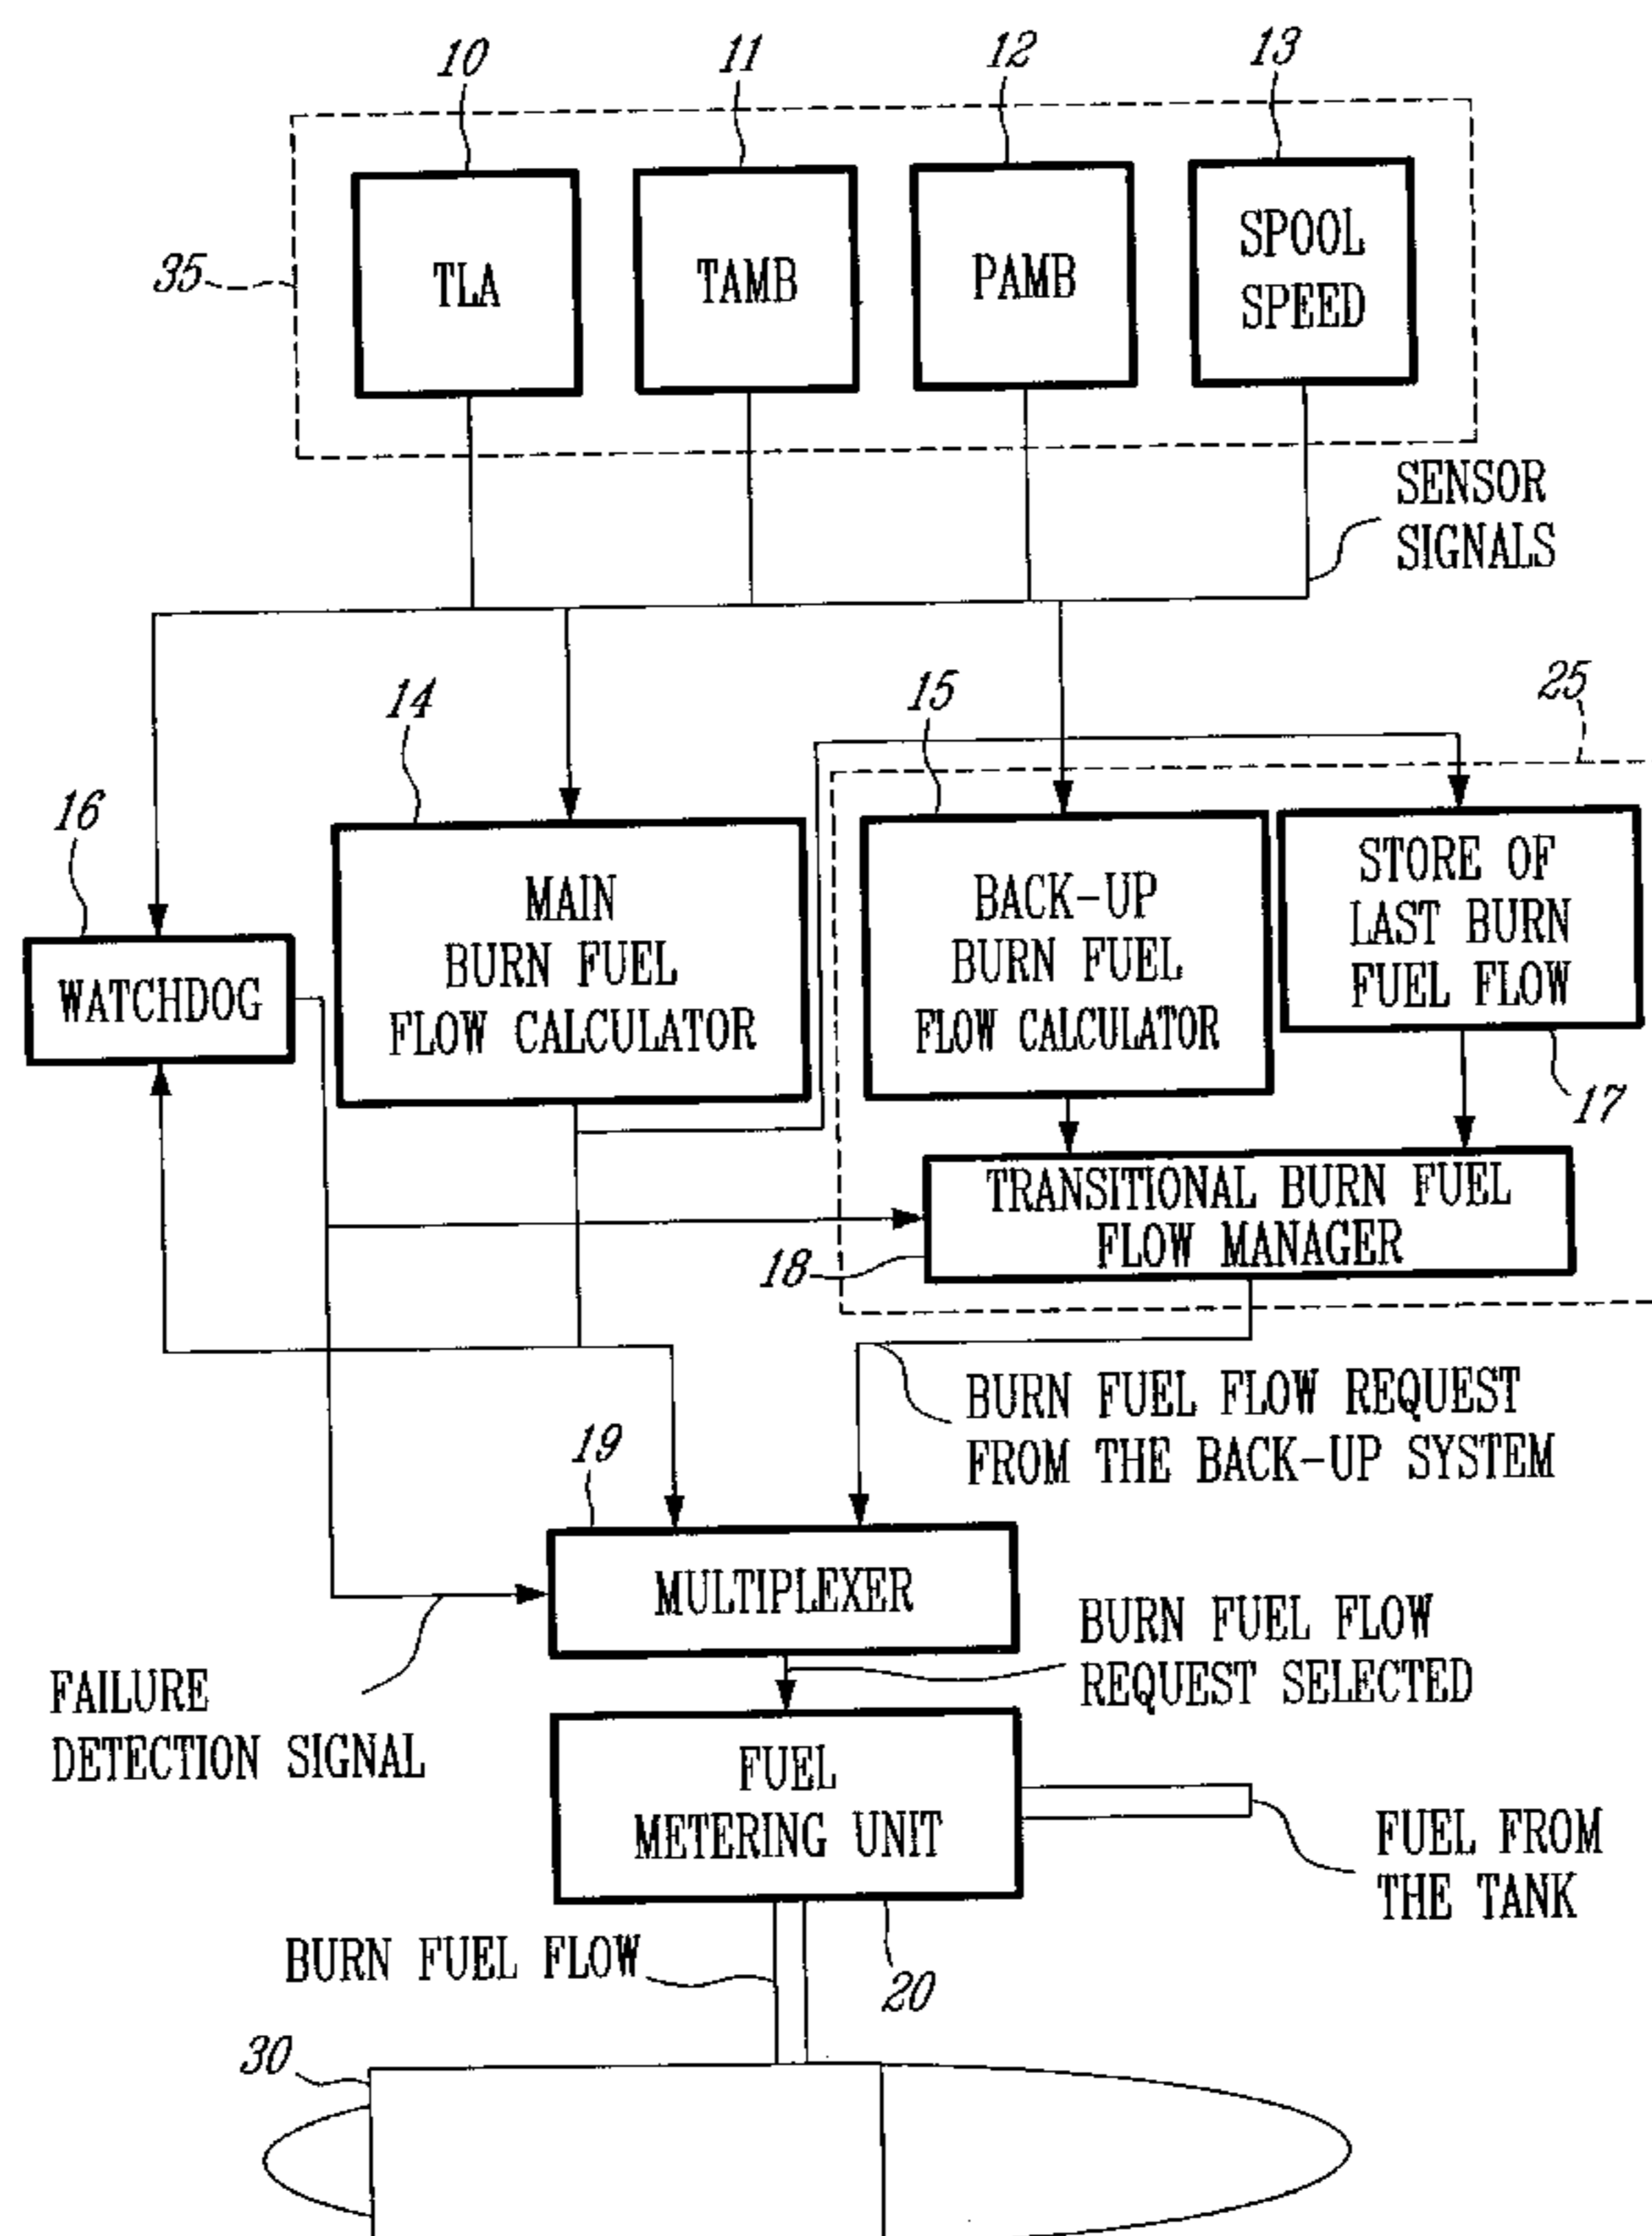 10
11
12
13
35
TLA
TAMB
PAMB
SPOOL
SPEED
SENSOR
SIGNALS
14
15
25
16
MAIN
BURN FUEL
FLOW CALCULATOR
BACK-UP
BURN FUEL
FLOW CALCULATOR
STORE OF
LAST BURN
FUEL FLOW
WATCHDOG
17
TRANSITIONAL BURN FUEL
FLOW MANAGER
18
BURN FUEL FLOW REQUEST
FROM THE BACK-UP SYSTEM
19
MULTIPLEXER
BURN FUEL FLOW
REQUEST SELECTED
FAILURE
DETECTION SIGNAL
FUEL
METERING UNIT
FUEL FROM
THE TANK
BURN FUEL FLOW
20
30